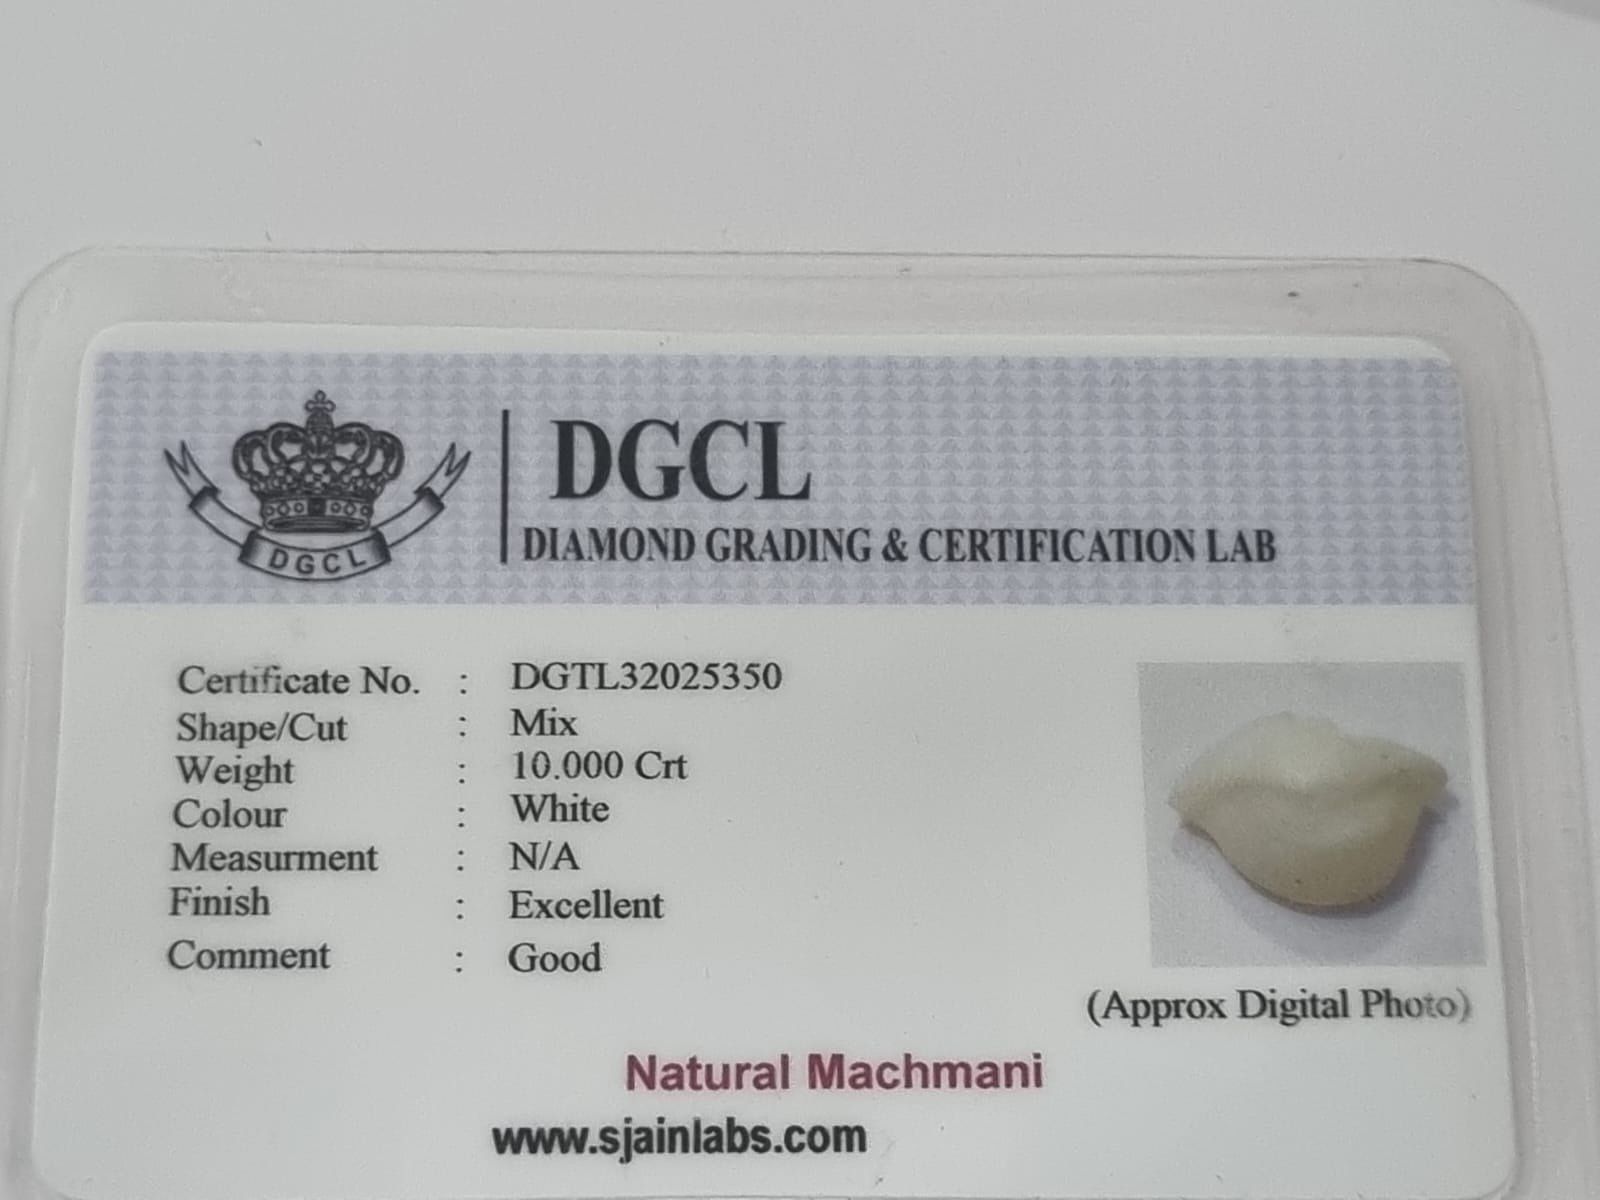 DGCL
DGCL
DIAMOND GRADING & CERTIFICATION LAB
Certificate No. : DGTL32025350
Shape/Cut : Mix
Weight : 10.000 Crt
Colour : White
Measurment : N/A
Finish : Excellent
Comment : Good
(Approx Digital Photo)
Natural Machmani
www.sjainlabs.com